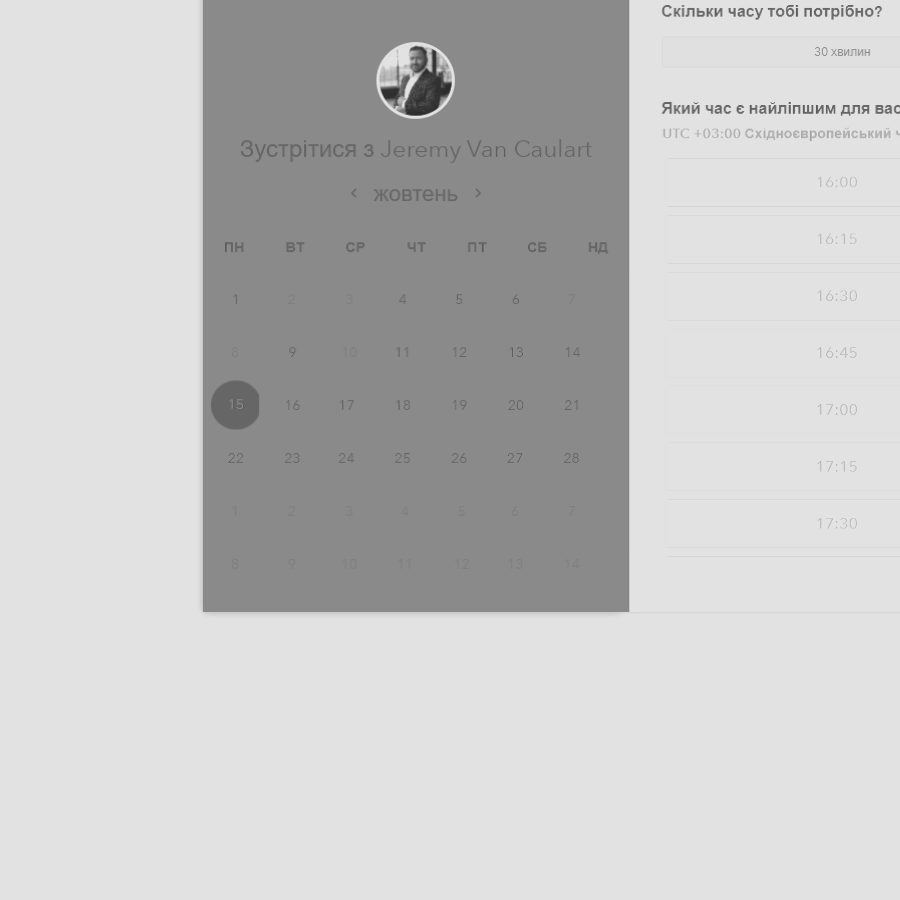 Зустрітися з Jeremy Van Caulart
жовтень
ПН ВТ СР ЧТ ПТ СБ НД
1 2 3 4 5 6 7
8 9 10 11 12 13 14
15 16 17 18 19 20 21
22 23 24 25 26 27 28
1 2 3 4 5 6 7
8 9 10 11 12 13 14
Скільки часу тобі потрібно?
30 хвилин
Який час є найліпшим для вас
UTC +03:00 Східноєвропейський
16:00
16:15
16:30
16:45
17:00
17:15
17:30